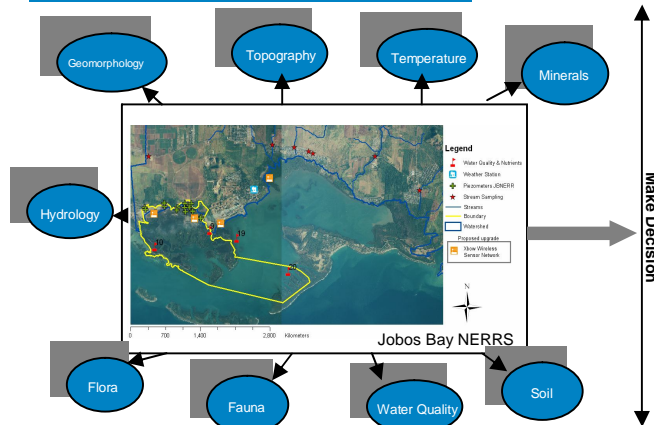 Geomorphology
Topography
Temperature
Minerals
Hydrology
Legend
Water Quality & Nutrients
Weather Station
Piezometers JBNERR
Stream Sampling
Streams
Boundary
Watershed
Proposed upgrade
Xbow Wireless
Sensor Network
10
9
19
20
N
0 700 1,400 2,800 Kilometers
Jobos Bay NERRS
Make Decision
Flora
Fauna
Water Quality
Soil